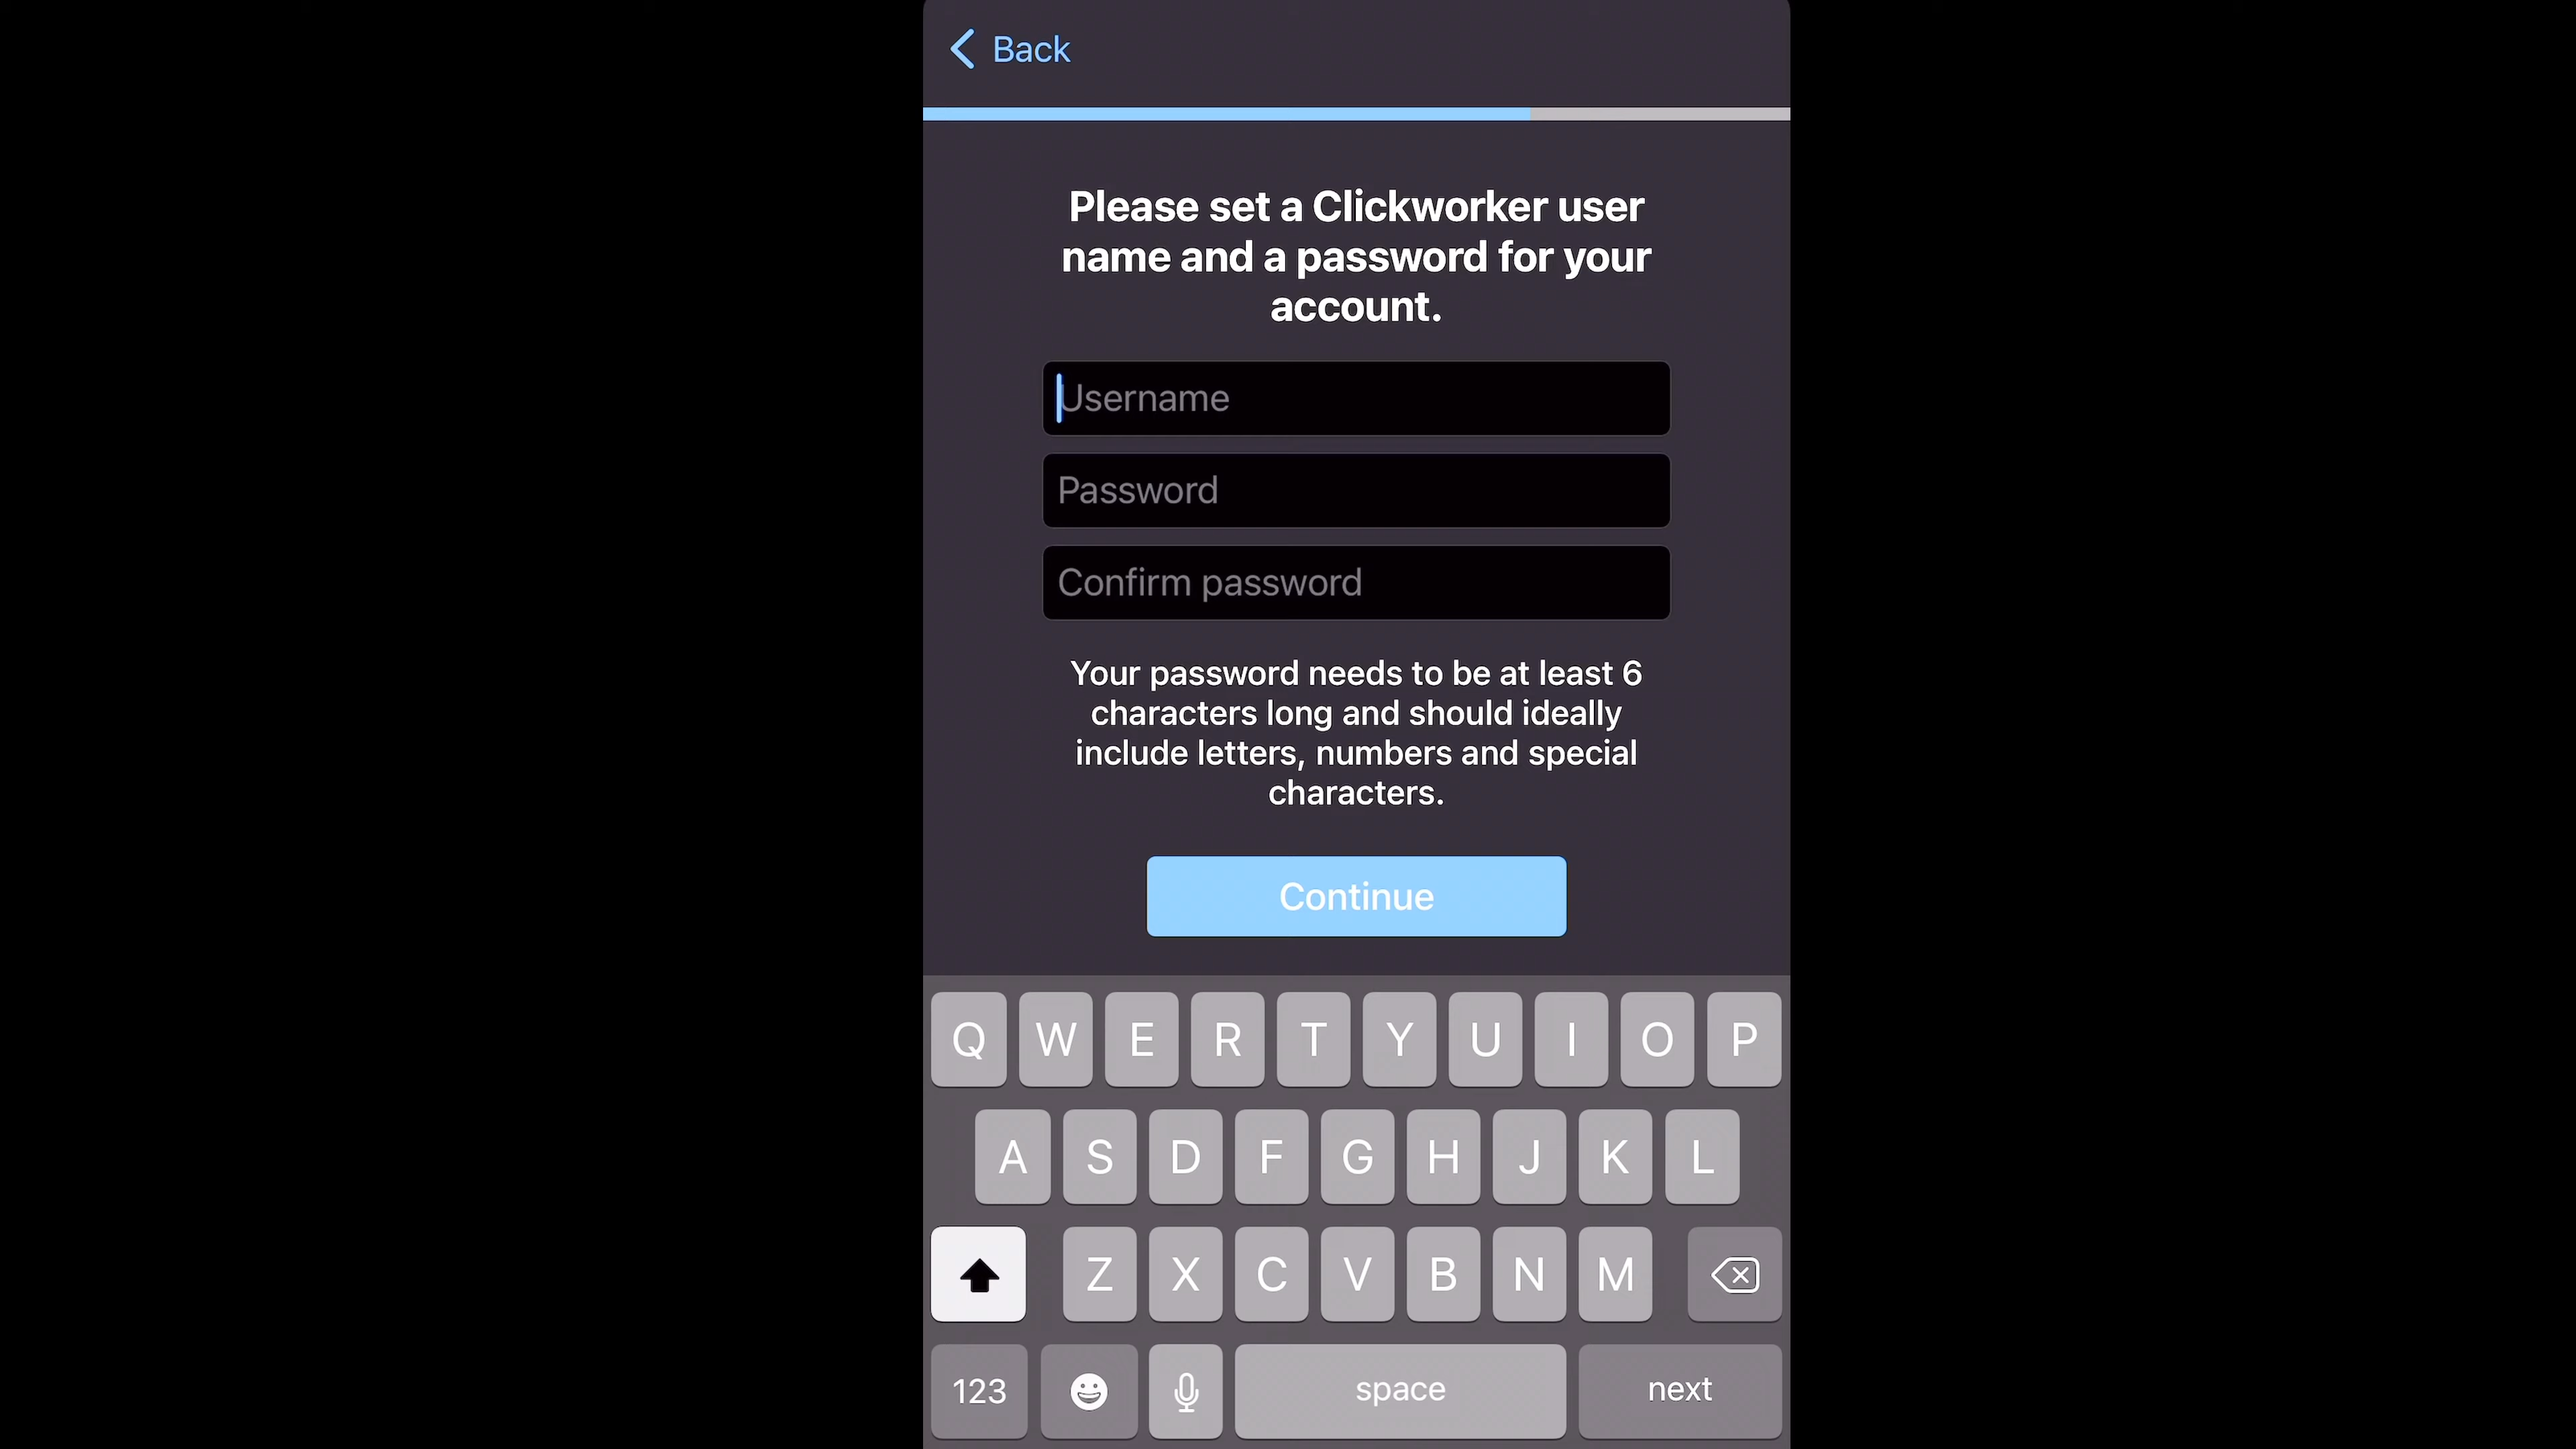 Back
Please set a Clickworker user
name and a password for your
account.
Username
Password
Confirm password
Your password needs to be at least 6
characters long and should ideally
include letters, numbers and special
characters.
Continue
Q W E R T Y U I O P
A S D F G H J K L
Z X C V B N M
123 space next